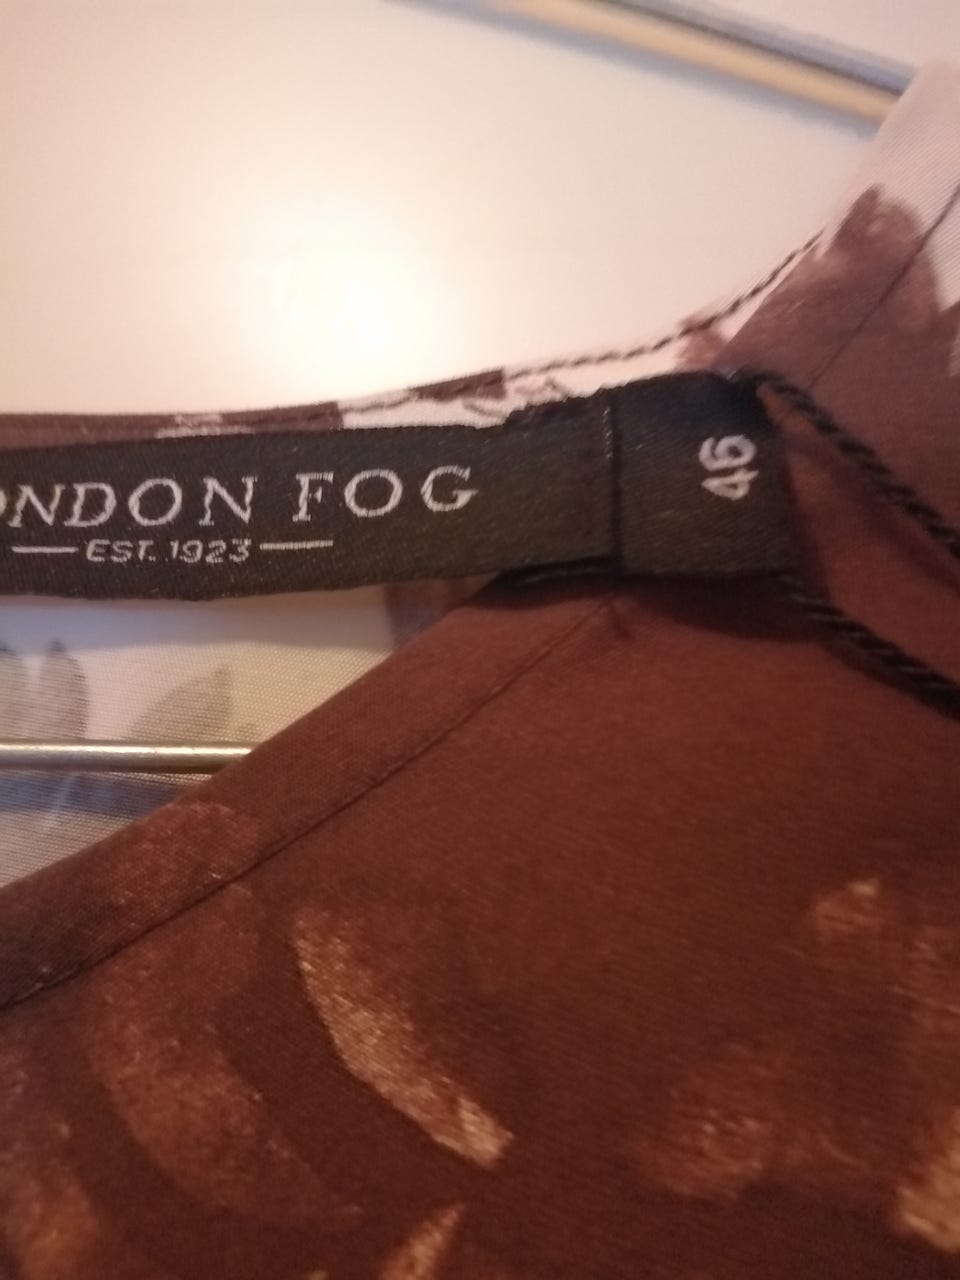 ONDON FOG
EST. 1923
46